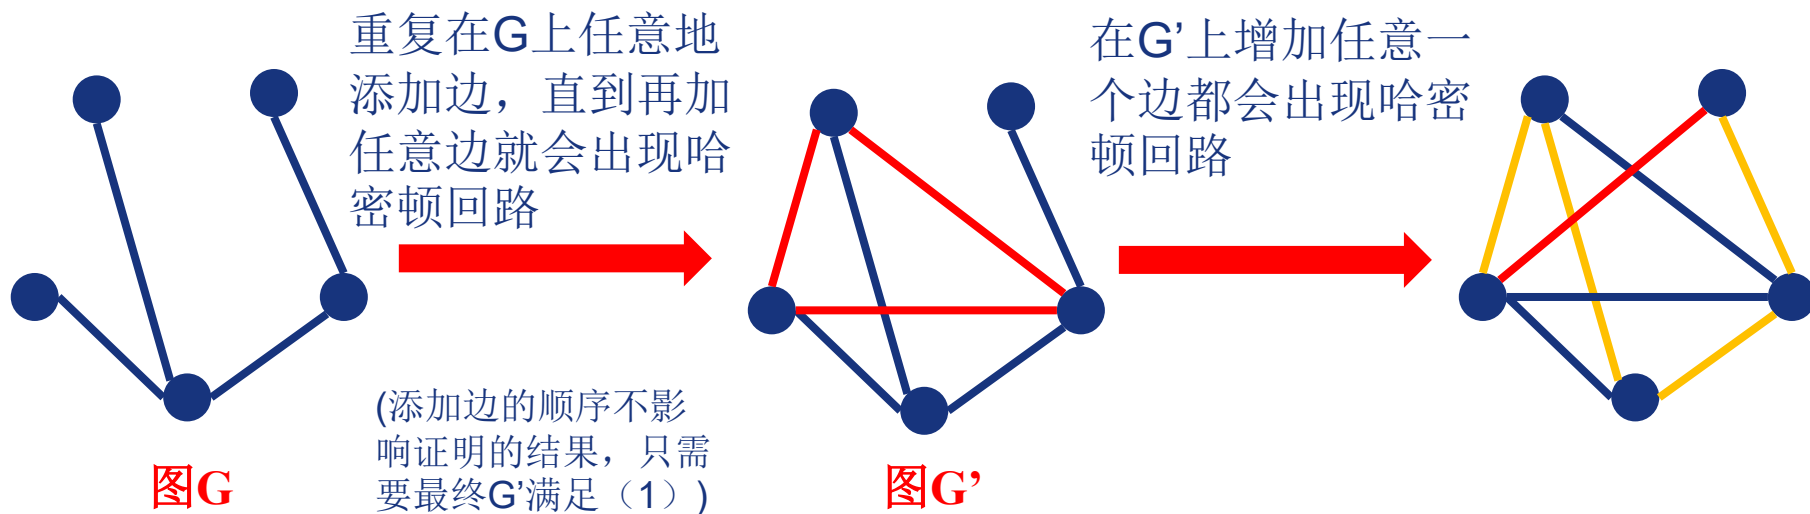 重复在G上任意地
添加边，直到再加
任意边就会出现哈
密顿回路
在G’上增加任意一
个边都会出现哈密
顿回路
(添加边的顺序不影
响证明的结果，只需
要最终G’满足（1）)
图G
图G’